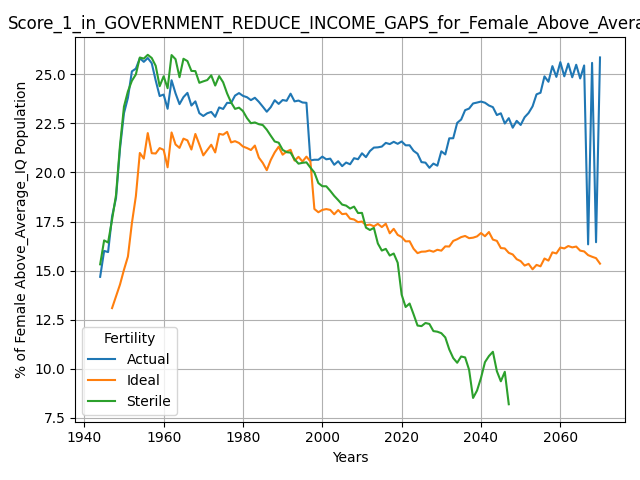 Score_1_in_GOVERNMENT_REDUCE_INCOME_GAPS_for_Female_Above_Avera
% of Female Above_Average_IQ Population
25.0
22.5
20.0
17.5
15.0
12.5
10.0
7.5
Fertility
Actual
Ideal
Sterile
1940 1960 1980 2000 2020 2040 2060
Years